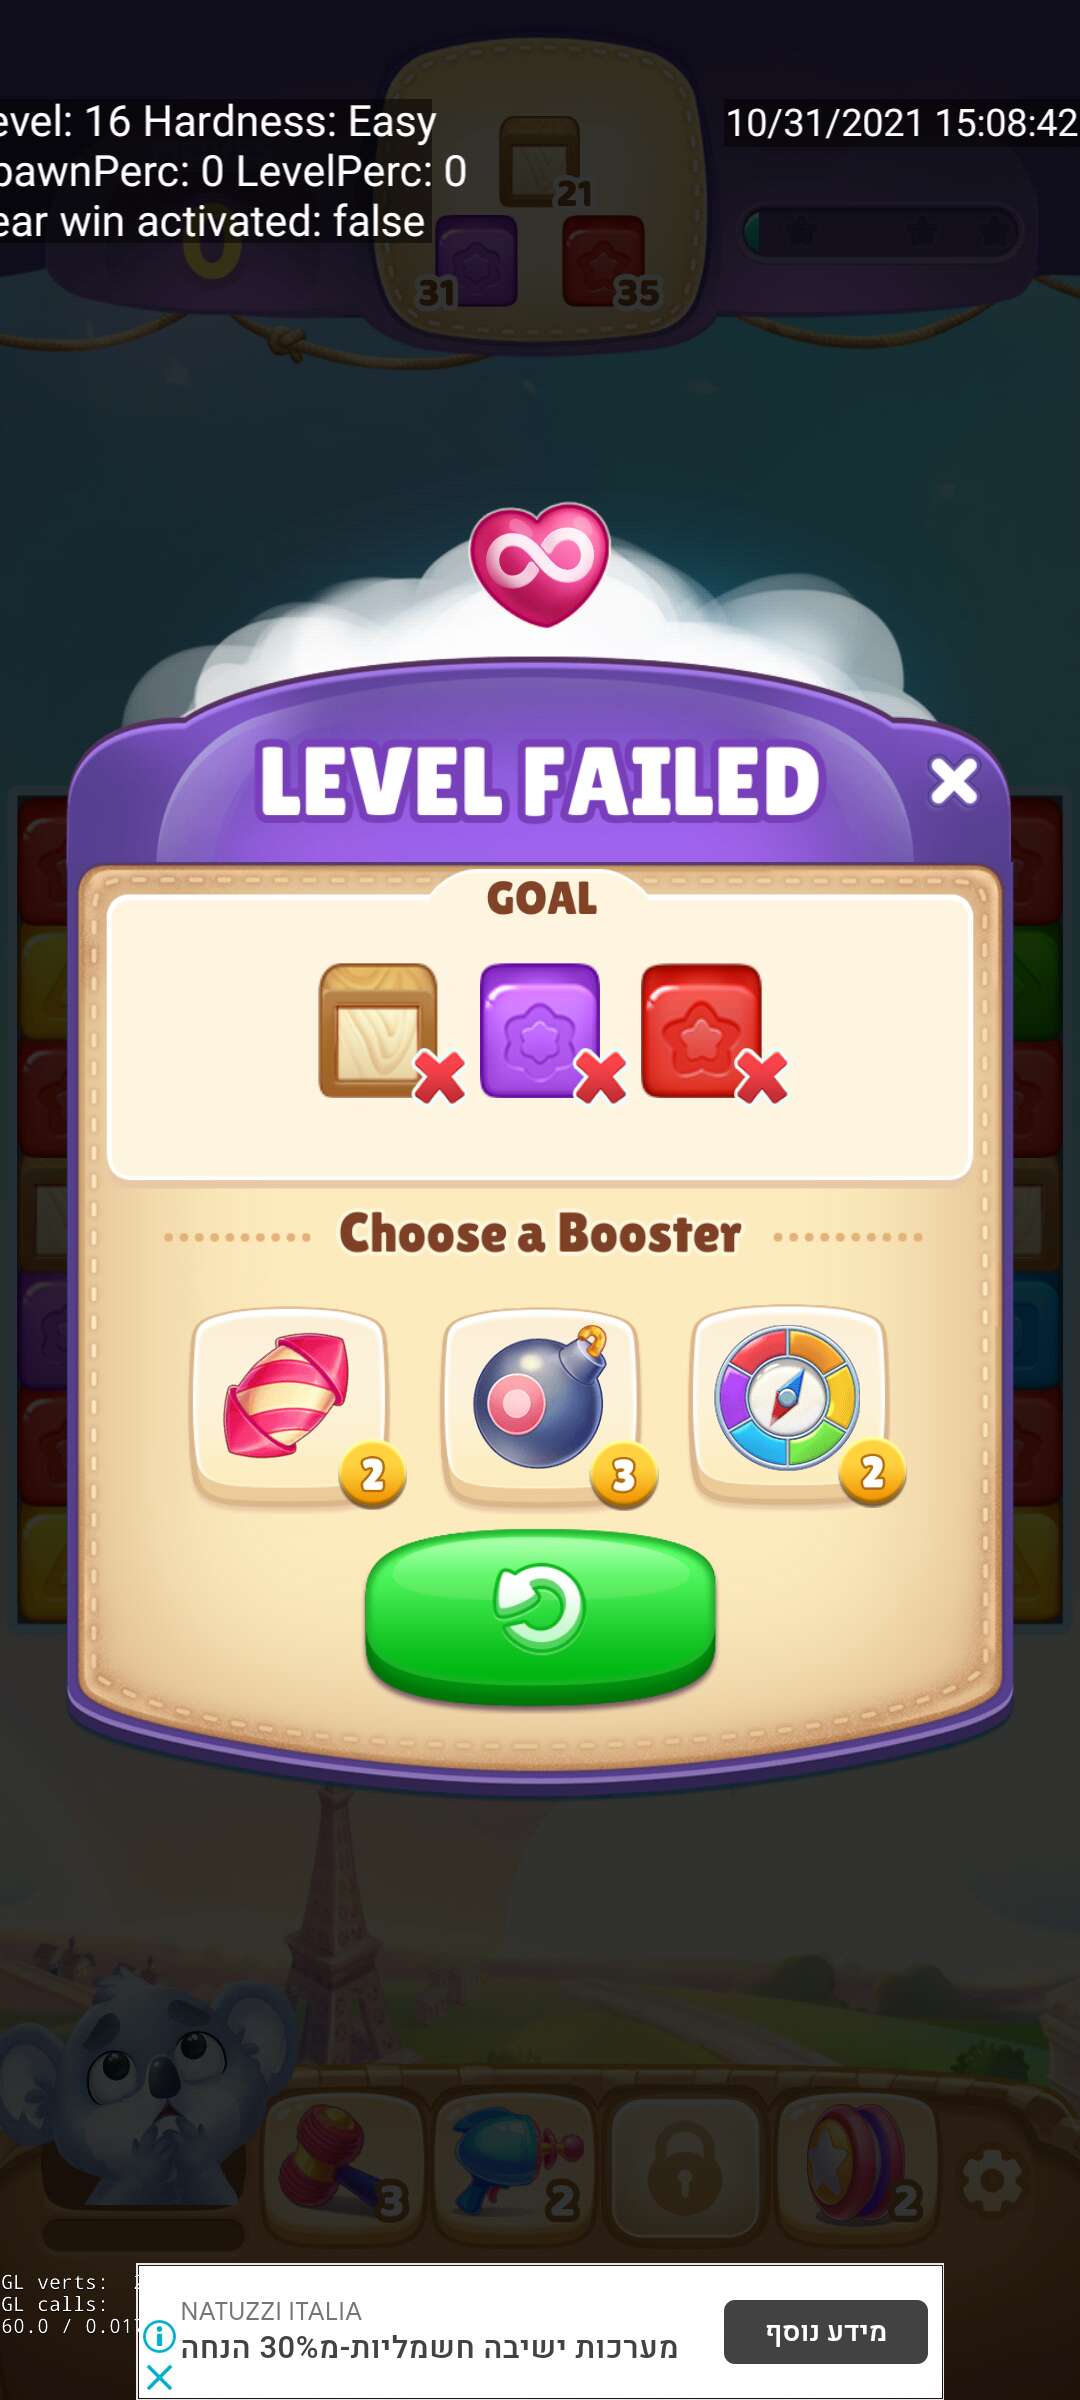 evel: 16 Hardness: Easy
pawnPerc: 0 LevelPerc: 0
ear win activated: false
10/31/2021 15:08:42
21
31
35
0
LEVEL FAILED
GOAL
Choose a Booster
2
3
2
3
2
2
GL verts:
GL calls:
60.0 / 0.01
NATUZZI ITALIA
מערכות ישיבה חשמליות-מ30% הנחה
מידע נוסף